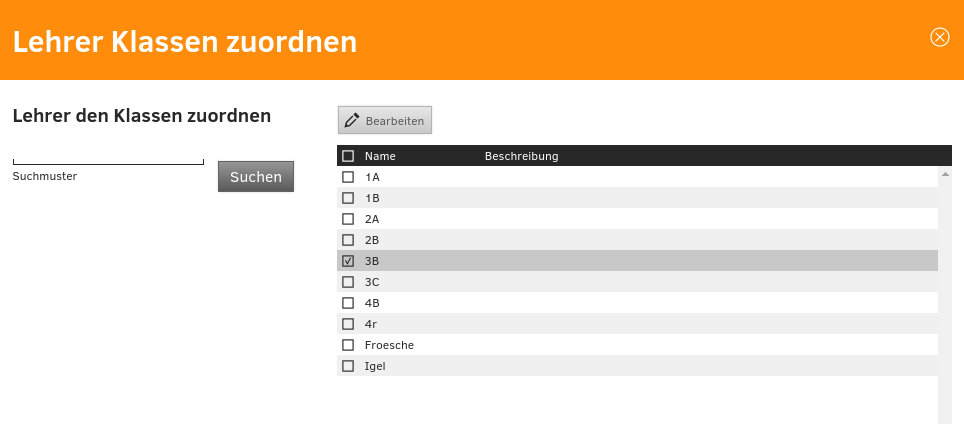 Lehrer Klassen zuordnen
Lehrer den Klassen zuordnen
Suchmuster
Suchen
Bearbeiten
Name Beschreibung
1A
1B
2A
2B
3B
3C
4B
4r
Froesche
Igel